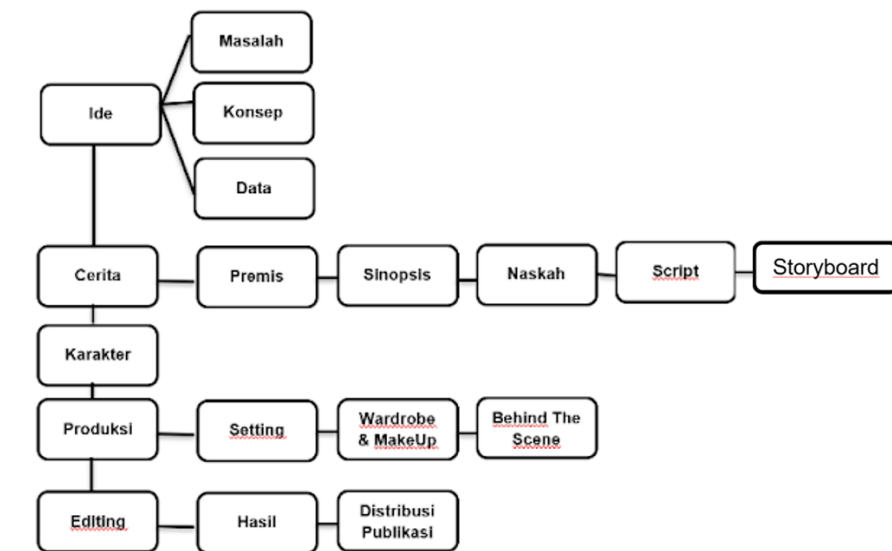 Masalah
Ide
Konsep
Data
Cerita
Premis
Sinopsis
Naskah
Script
Storyboard
Karakter
Produksi
Setting
Wardrobe
& MakeUp
Behind The
Scene
Editing
Hasil
Distribusi
Publikasi